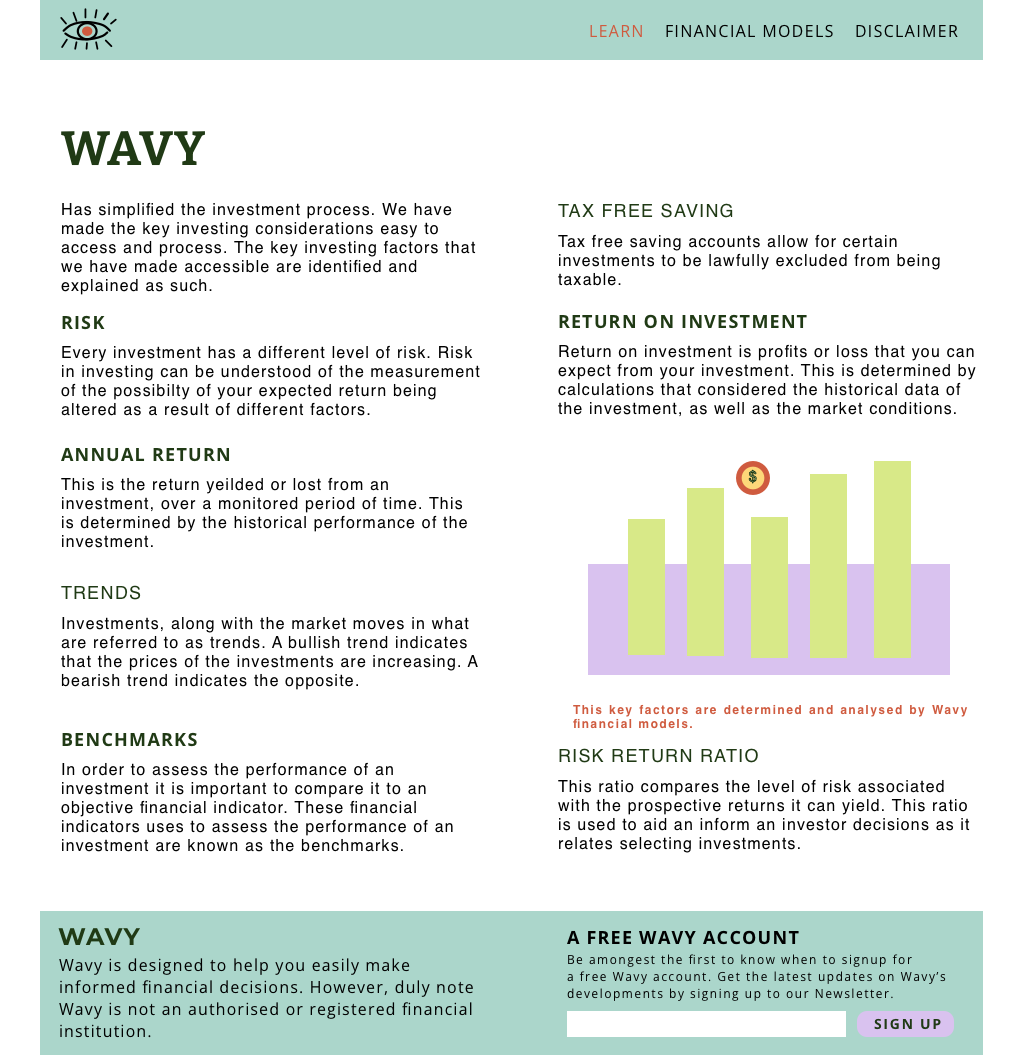 LEARN FINANCIAL MODELS DISCLAIMER
WAVY
Has simplified the investment process. We have
made the key investing considerations easy to
access and process. The key investing factors that
we have made accessible are identified and
explained as such.
RISK
Every investment has a different level of risk. Risk
in investing can be understood of the measurement
of the possibilty of your expected return being
altered as a result of different factors.
ANNUAL RETURN
This is the return yeilded or lost from an
investment, over a monitored period of time. This
is determined by the historical performance of the
investment.
TRENDS
Investments, along with the market moves in what
are referred to as trends. A bullish trend indicates
that the prices of the investments are increasing. A
bearish trend indicates the opposite.
BENCHMARKS
In order to assess the performance of an
investment it is important to compare it to an
objective financial indicator. These financial
indicators uses to assess the performance of an
investment are known as the benchmarks.
TAX FREE SAVING
Tax free saving accounts allow for certain
investments to be lawfully excluded from being
taxable.
RETURN ON INVESTMENT
Return on investment is profits or loss that you can
expect from your investment. This is determined by
calculations that considered the historical data of
the investment, as well as the market conditions.
$
This key factors are determined and analysed by Wavy
financial models.
RISK RETURN RATIO
This ratio compares the level of risk associated
with the prospective returns it can yield. This ratio
is used to aid an inform an investor decisions as it
relates selecting investments.
WAVY
Wavy is designed to help you easily make
informed financial decisions. However, duly note
Wavy is not an authorised or registered financial
institution.
A FREE WAVY ACCOUNT
Be amongest the first to know when to signup for
a free Wavy account. Get the latest updates on Wavy’s
developments by signing up to our Newsletter.
SIGN UP